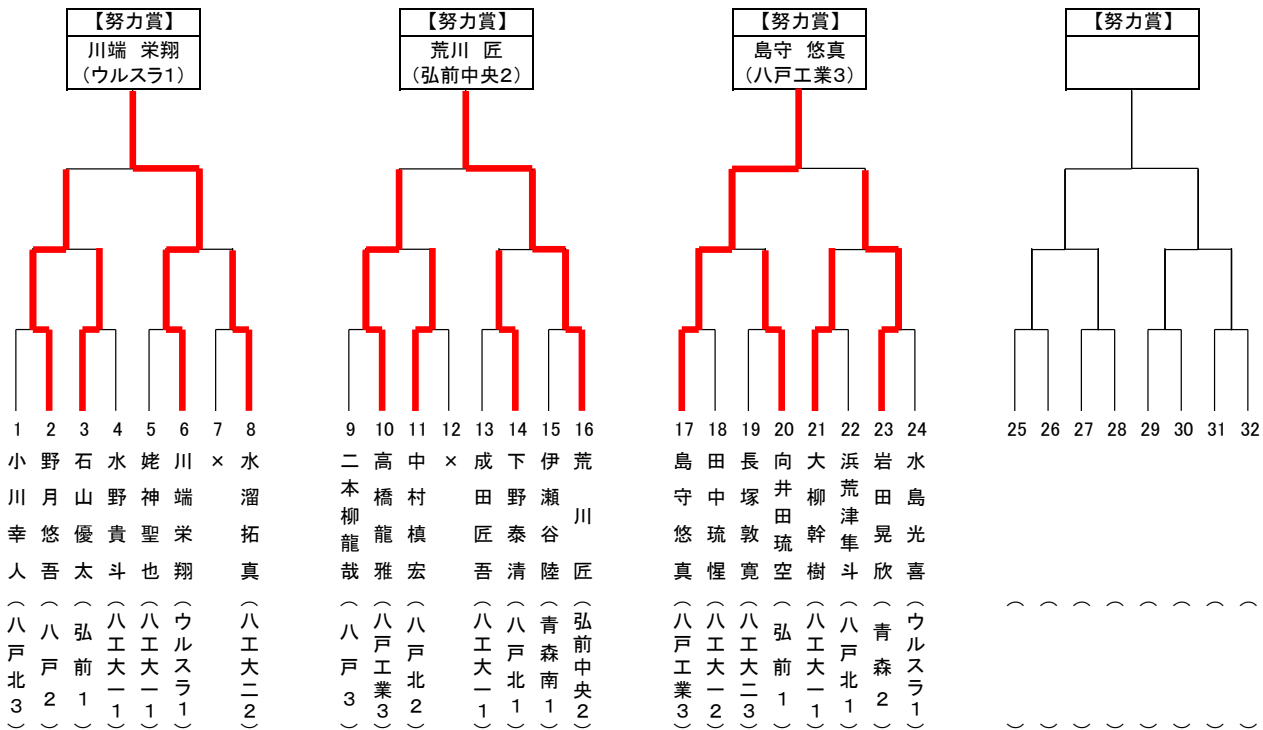 【努力賞】
川端 栄翔
（ウルスラ1）
【努力賞】
荒川 匠
（弘前中央2）
【努力賞】
島守 悠真
（八戸工業3）
【努力賞】
1
小川幸人
（八戸北3）
2
野月悠吾
（八戸2）
3
石山優太
（弘前1）
4
水野貴斗
（八工大一1）
5
姥神聖也
（八工大一1）
6
川端栄翔
（ウルスラ1）
7
×
8
水溜拓真
（八工大二2）
9
二本柳龍哉
（八戸3）
10
高橋龍雅
（八戸工業3）
11
中村槙宏
（八戸北2）
12
×
13
成田匠吾
（八工大一1）
14
下野泰清
（八戸北1）
15
伊瀬谷陸
（青森南1）
16
荒川匠
（弘前中央2）
17
島守悠真
（八戸工業3）
18
田中琉惺
（八工大一2）
19
長塚敦寛
（八工大二3）
20
向井田琉空
（弘前1）
21
大柳幹樹
（八工大一1）
22
浜荒津隼斗
（八戸北1）
23
岩田晃欣
（青森2）
24
水島光喜
（ウルスラ1）
25
（ ）
26
（ ）
27
（ ）
28
（ ）
29
（ ）
30
（ ）
31
（ ）
32
（ ）